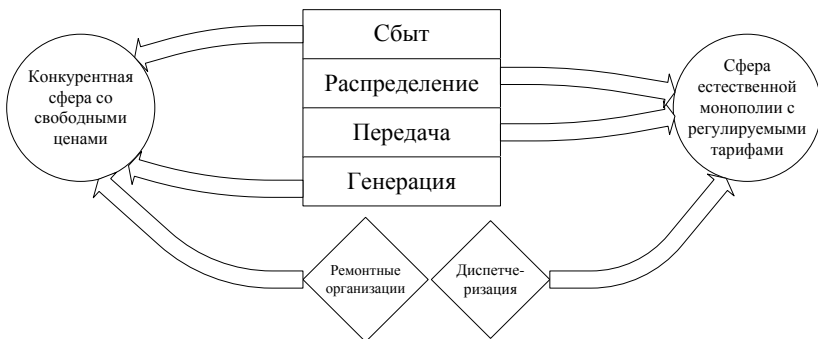 Сбыт
Распределение
Передача
Генерация
Конкурентная
сфера со
свободными
ценами
Сфера
естественной
монополии с
регулируемыми
тарифами
Ремонтные
организации
Диспетче-
ризация